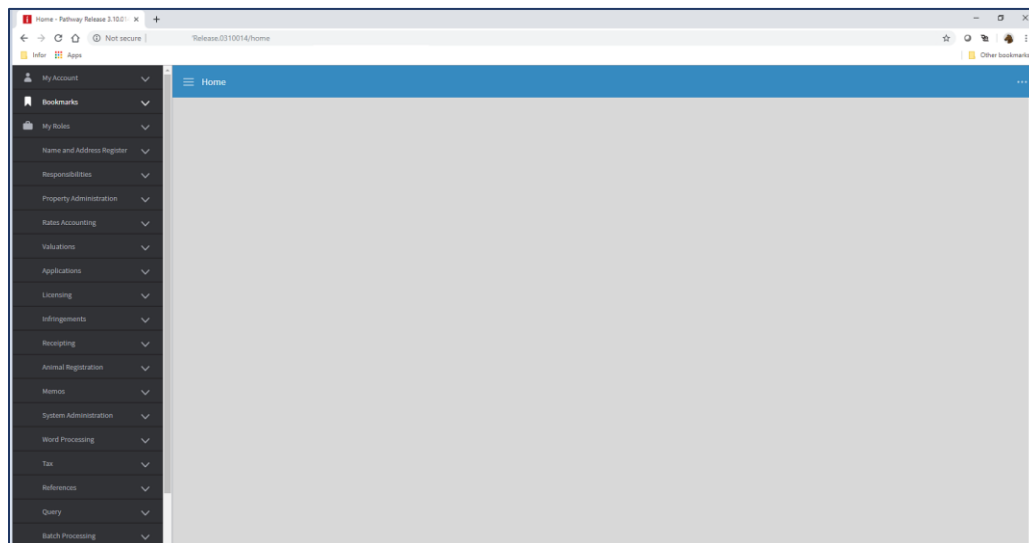 Home - Pathway Release 3.10.01
Not secure | 'Release.0310014/home
Infor Apps Other bookmarks
My Account
Home
Bookmarks
My Roles
Name and Address Register
Responsibilities
Property Administration
Rates Accounting
Valuations
Applications
Licensing
Infringements
Receipting
Animal Registration
Memos
System Administration
Word Processing
Tax
References
Query
Batch Processing